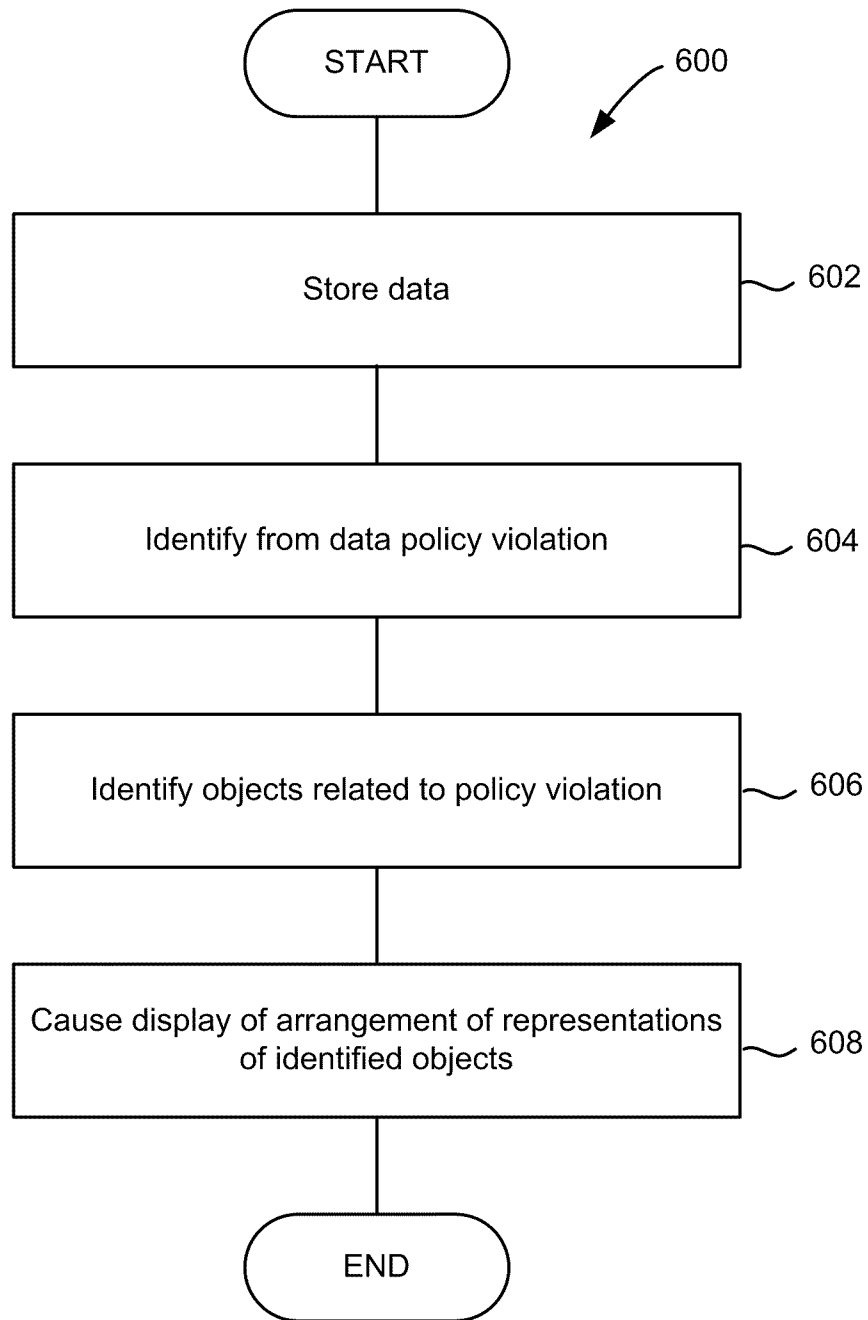 START
600
Store data
602
Identify from data policy violation
604
Identify objects related to policy violation
606
Cause display of arrangement of representations
of identified objects
608
END